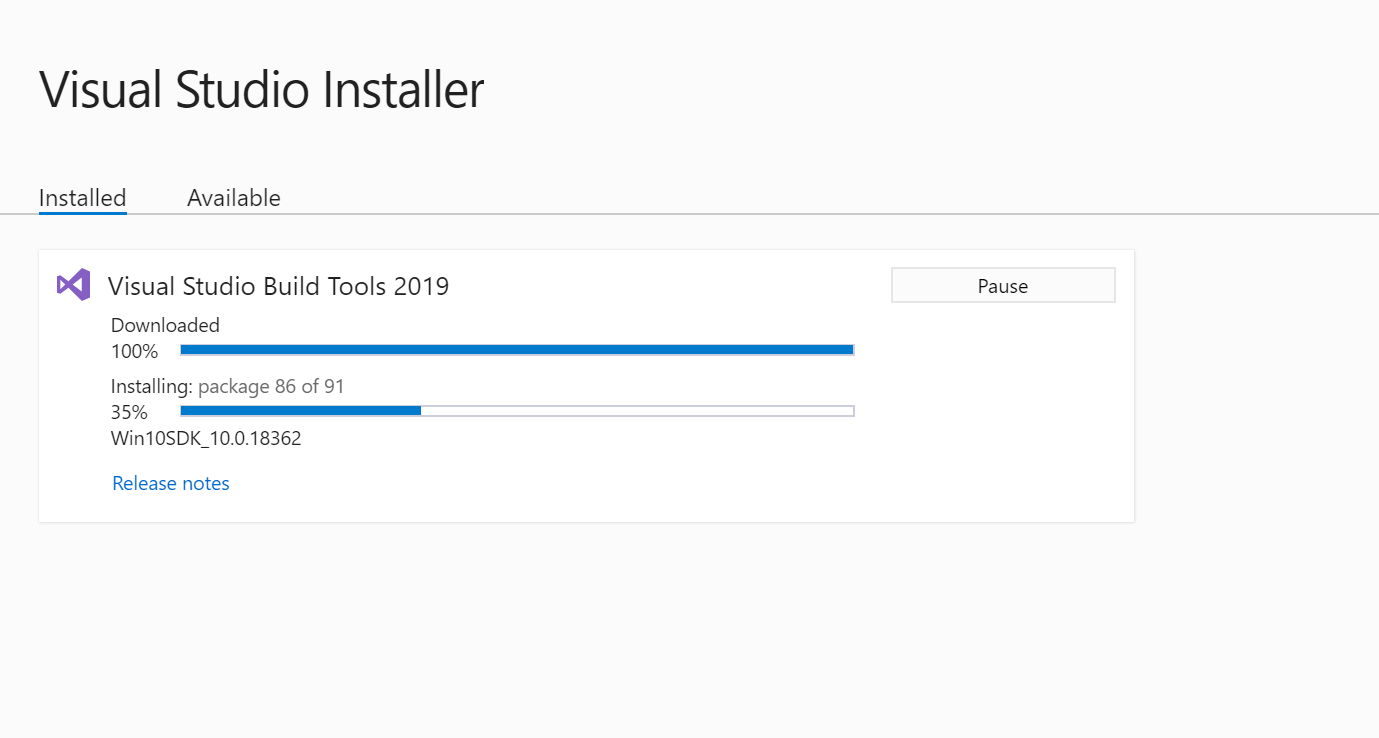 Visual Studio Installer
Installed Available
Visual Studio Build Tools 2019 Pause
Downloaded
100%
Installing: package 86 of 91
35%
Win10SDK_10.0.18362
Release notes